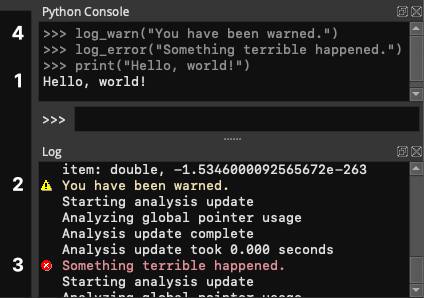 Python Console
4 >>> log_warn("You have been warned.")
>>> log_error("Something terrible happened.")
>>> print("Hello, world!")
1 Hello, world!
>>>
Log
item: double, -1.5346000092565672e-263
2 You have been warned.
Starting analysis update
Analyzing global pointer usage
Analysis update complete
Analysis update took 0.000 seconds
3 Something terrible happened.
Starting analysis update
Analyzing global pointer usage